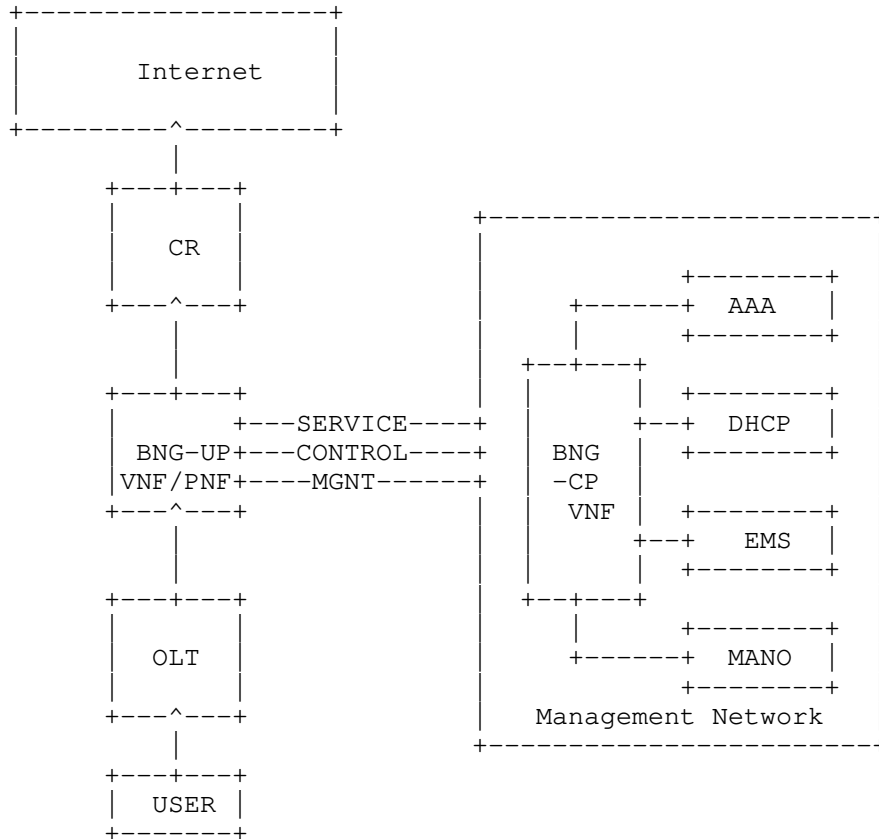 Internet
CR
AAA
SERVICE
DHCP
BNG-UP
CONTROL
BNG
VNF/PNF
MGNT
-CP
VNF
EMS
OLT
MANO
Management Network
USER